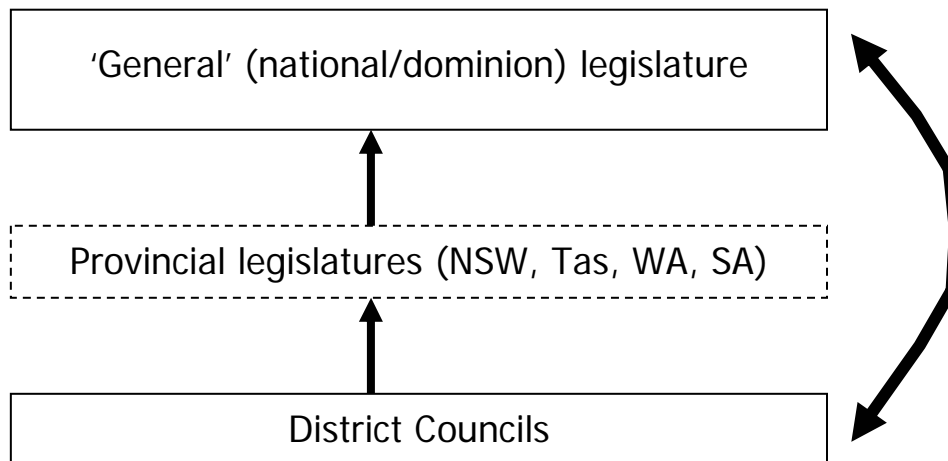 ‘General’ (national/dominion) legislature
Provincial legislatures (NSW, Tas, WA, SA)
District Councils